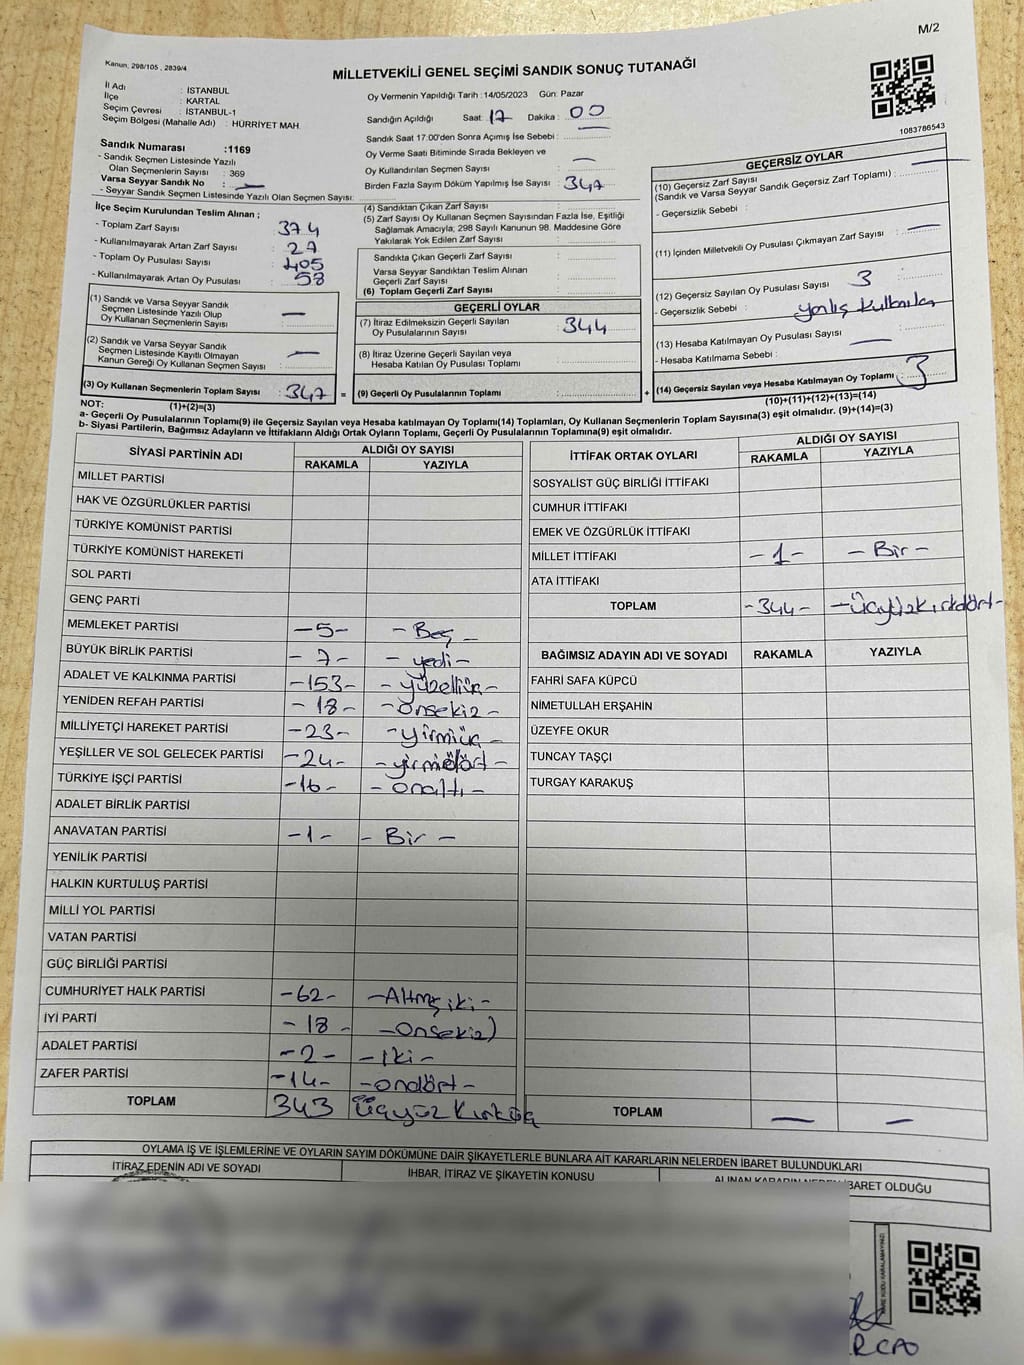 M/2
Kanun, 298/105 , 2839/4
MİLLETVEKİLİ GENEL SEÇİMİ SANDIK SONUÇ TUTANAĞI
İl Adı : İSTANBUL
İlçe : KARTAL
Seçim Çevresi : İSTANBUL-1
Seçim Bölgesi (Mahalle Adı) : HÜRRİYET MAH.
Sandık Numarası :1169
- Sandık Seçmen Listesinde Yazılı
Olan Seçmenlerin Sayısı : 369
Varsa Seyyar Sandık No : —
- Seyyar Sandık Seçmen Listesinde Yazılı Olan Seçmen Sayısı:
Oy Vermenin Yapıldığı Tarih :14/05/2023 Gün: Pazar
Sandığın Açıldığı Saat: 17 Dakika : 00
Sandık Saat 17.00'den Sonra Açımış İse Sebebi : —
Oy Verme Saati Bitiminde Sırada Bekleyen ve
Oy Kullandırılan Seçmen Sayısı : —
Birden Fazla Sayım Döküm Yapılmış İse Sayısı : 347
1083786543
İlçe Seçim Kurulundan Teslim Alınan ;
- Toplam Zarf Sayısı : 374
- Kullanılmayarak Artan Zarf Sayısı : 27
- Toplam Oy Pusulası Sayısı : 405
- Kullanılmayarak Artan Oy Pusulası : 58
(1) Sandık ve Varsa Seyyar Sandık
Seçmen Listesinde Yazılı Olup
Oy Kullanan Seçmenlerin Sayısı : —
(2) Sandık ve Varsa Seyyar Sandık
Seçmen Listesinde Kayıtlı Olmayan
Kanun Gereği Oy Kullanan Seçmen Sayısı : —
(3) Oy Kullanan Seçmenlerin Toplam Sayısı : 347 =
(1)+(2)=(3)
(4) Sandıktan Çıkan Zarf Sayısı :
(5) Zarf Sayısı Oy Kullanan Seçmen Sayısından Fazla İse, Eşitliği
Sağlamak Amacıyla, 298 Sayılı Kanunun 98. Maddesine Göre
Yakılarak Yok Edilen Zarf Sayısı :
Sandıkta Çıkan Geçerli Zarf Sayısı :
Varsa Seyyar Sandıktan Teslim Alınan
Geçerli Zarf Sayısı :
(6) Toplam Geçerli Zarf Sayısı :
GEÇERLİ OYLAR
(7) İtiraz Edilmeksizin Geçerli Sayılan
Oy Pusulalarının Sayısı : 344
(8) İtiraz Üzerine Geçerli Sayılan veya
Hesaba Katılan Oy Pusulası Toplamı :
(9) Geçerli Oy Pusulalarının Toplamı : +
GEÇERSİZ OYLAR
(10) Geçersiz Zarf Sayısı
(Sandık ve Varsa Seyyar Sandık Geçersiz Zarf Toplamı) : —
- Geçersizlik Sebebi :
(11) İçinden Milletvekili Oy Pusulası Çıkmayan Zarf Sayısı : —
(12) Geçersiz Sayılan Oy Pusulası Sayısı : 3
- Geçersizlik Sebebi :
(13) Hesaba Katılmayan Oy Pusulası Sayısı : —
- Hesaba Katılmama Sebebi :
(14) Geçersiz Sayılan veya Hesaba Katılmayan Oy Toplamı : 3
(10)+(11)+(12)+(13)=(14)
NOT:
a- Geçerli Oy Pusulalarının Toplamı(9) ile Geçersiz Sayılan veya Hesaba katılmayan Oy Toplamı(14) Toplamları, Oy Kullanan Seçmenlerin Toplam Sayısına(3) eşit olmalıdır. (9)+(14)=(3)
b- Siyasi Partilerin, Bağımsız Adayların ve İttifakların Aldığı Ortak Oyların Toplamı, Geçerli Oy Pusulalarının Toplamına(9) eşit olmalıdır.
SİYASİ PARTİNİN ADI ALDIĞI OY SAYISI
RAKAMLA YAZIYLA
MİLLET PARTİSİ
HAK VE ÖZGÜRLÜKLER PARTİSİ
TÜRKİYE KOMÜNİST PARTİSİ
TÜRKİYE KOMÜNİST HAREKETİ
SOL PARTİ
GENÇ PARTİ
MEMLEKET PARTİSİ -5- -Beş-
BÜYÜK BİRLİK PARTİSİ -7- -yedi-
ADALET VE KALKINMA PARTİSİ -153- -yüzelliüç-
YENİDEN REFAH PARTİSİ -18- -onsekiz-
MİLLİYETÇİ HAREKET PARTİSİ -23- -yirmiüç-
YEŞİLLER VE SOL GELECEK PARTİSİ -24- -yirmidört-
TÜRKİYE İŞÇİ PARTİSİ -16- -onaltı-
ADALET BİRLİK PARTİSİ
ANAVATAN PARTİSİ -1- -Bir-
YENİLİK PARTİSİ
HALKIN KURTULUŞ PARTİSİ
MİLLİ YOL PARTİSİ
VATAN PARTİSİ
GÜÇ BİRLİĞİ PARTİSİ
CUMHURİYET HALK PARTİSİ -62- -Altmışiki-
İYİ PARTİ -18- -onsekiz
ADALET PARTİSİ -2- -iki-
ZAFER PARTİSİ -14- -ondört-
TOPLAM 343 Üçyüzkırküç
İTTİFAK ORTAK OYLARI ALDIĞI OY SAYISI
RAKAMLA YAZIYLA
SOSYALİST GÜÇ BİRLİĞİ İTTİFAKI
CUMHUR İTTİFAKI
EMEK VE ÖZGÜRLÜK İTTİFAKI
MİLLET İTTİFAKI -1- -Bir-
ATA İTTİFAKI
TOPLAM -344- -Üçyüzkırkdört-
BAĞIMSIZ ADAYIN ADI VE SOYADI RAKAMLA YAZIYLA
FAHRİ SAFA KÜPCÜ
NİMETULLAH ERŞAHİN
ÜZEYFE OKUR
TUNCAY TAŞÇI
TURGAY KARAKUŞ
TOPLAM — —
OYLAMA İŞ VE İŞLEMLERİNE VE OYLARIN SAYIM DÖKÜMÜNE DAİR ŞİKAYETLERLE BUNLARA AİT KARARLARIN NELERDEN İBARET BULUNDUKLARI
İTİRAZ EDENİN ADI VE SOYADI İHBAR, İTİRAZ VE ŞİKAYETİN KONUSU ALINAN KARARIN NEDEN İBARET OLDUĞU